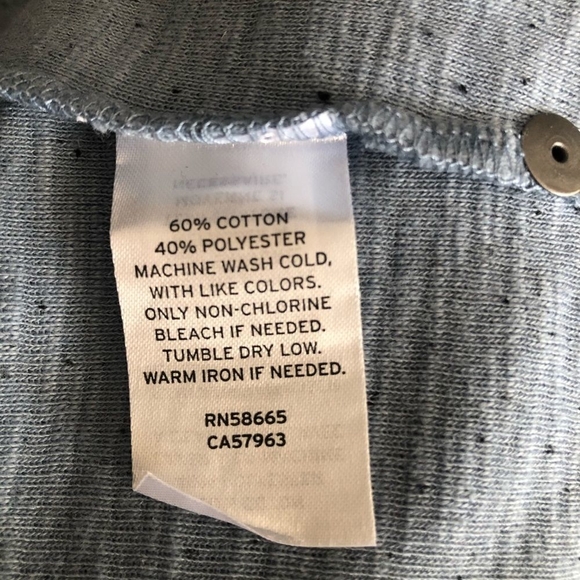 60% COTTON
40% POLYESTER
MACHINE WASH COLD,
WITH LIKE COLORS.
ONLY NON-CHLORINE
BLEACH IF NEEDED.
TUMBLE DRY LOW.
WARM IRON IF NEEDED.
RN58665
CA57963